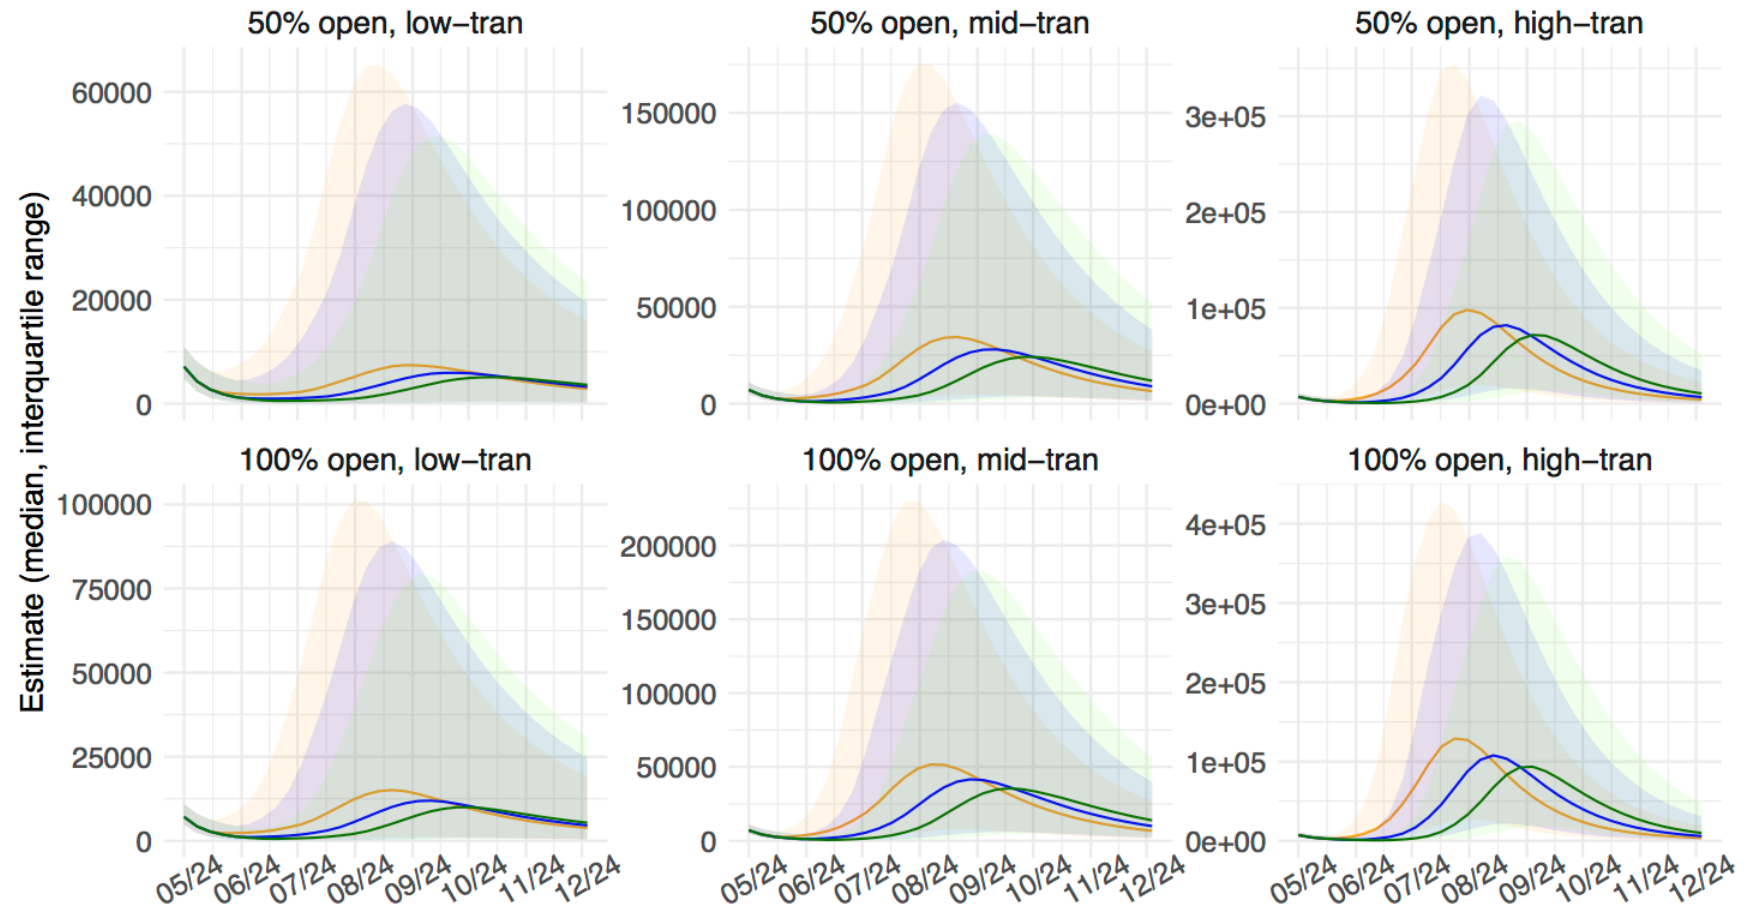 50% open, low−tran
50% open, mid−tran
50% open, high−tran
Estimate (median, interquartile range)
60000
40000
20000
0
150000
100000
50000
0
3e+05
2e+05
1e+05
0e+00
100% open, low−tran
100% open, mid−tran
100% open, high−tran
100000
75000
50000
25000
0
200000
150000
100000
50000
0
4e+05
3e+05
2e+05
1e+05
0e+00
05/24 06/24 07/24 08/24 09/24 10/24 11/24 12/24
05/24 06/24 07/24 08/24 09/24 10/24 11/24 12/24
05/24 06/24 07/24 08/24 09/24 10/24 11/24 12/24